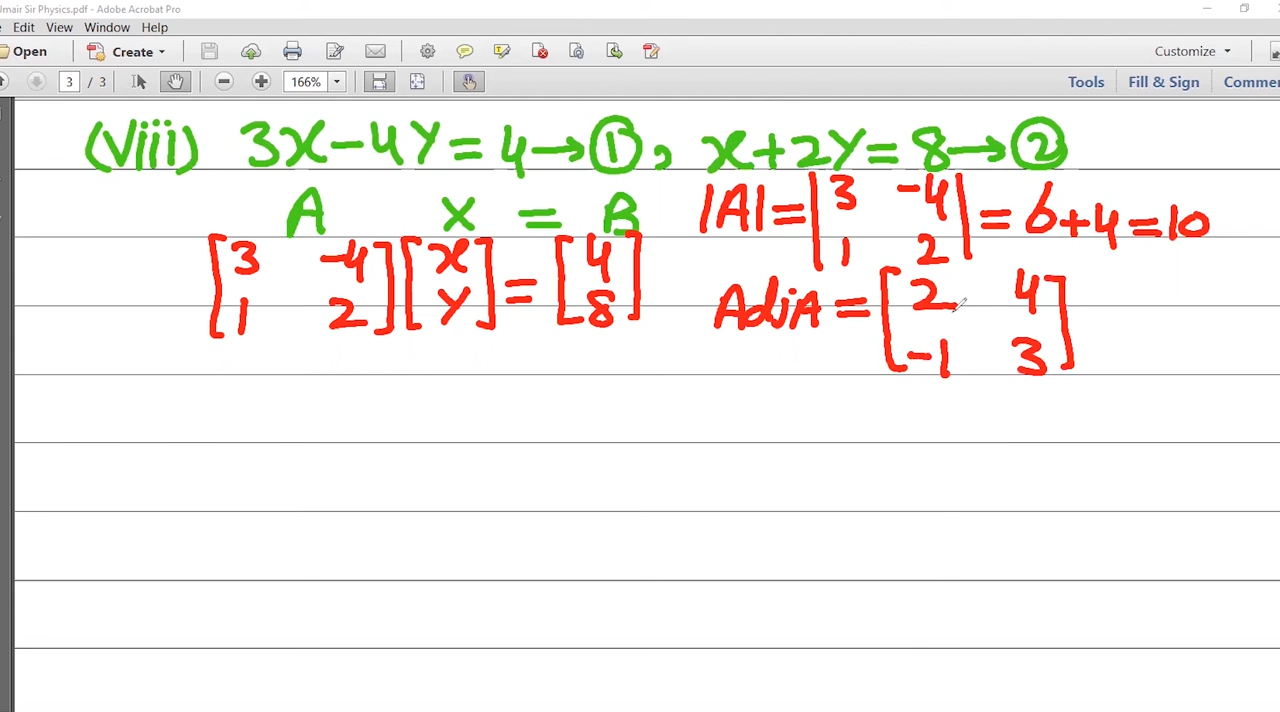 Umair Sir Physics.pdf - Adobe Acrobat Pro
Edit View Window Help
Open Create Customize
3 / 3 166% Tools Fill & Sign
(Viii) 3x-4Y=4→①, x+2Y=8→②
A X = B
|A|=|3 -4|=6+4=10
|1 2|
[3 -4][x]=[4]
[1 2][Y] [8]
AdjA=[2 4]
[-1 3]